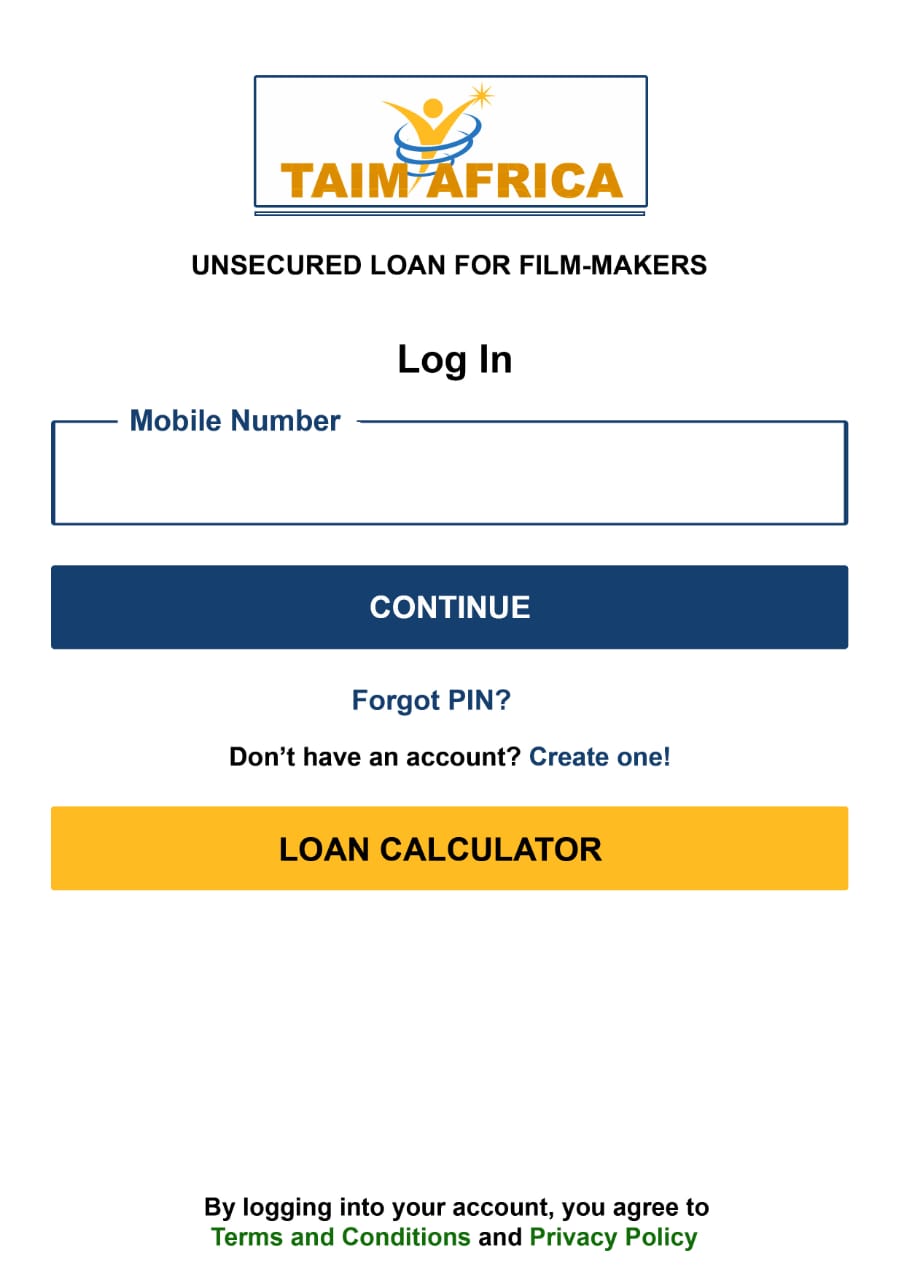 TAIM AFRICA
UNSECURED LOAN FOR FILM-MAKERS
Log In
Mobile Number
CONTINUE
Forgot PIN?
Don’t have an account? Create one!
LOAN CALCULATOR
By logging into your account, you agree to
Terms and Conditions and Privacy Policy